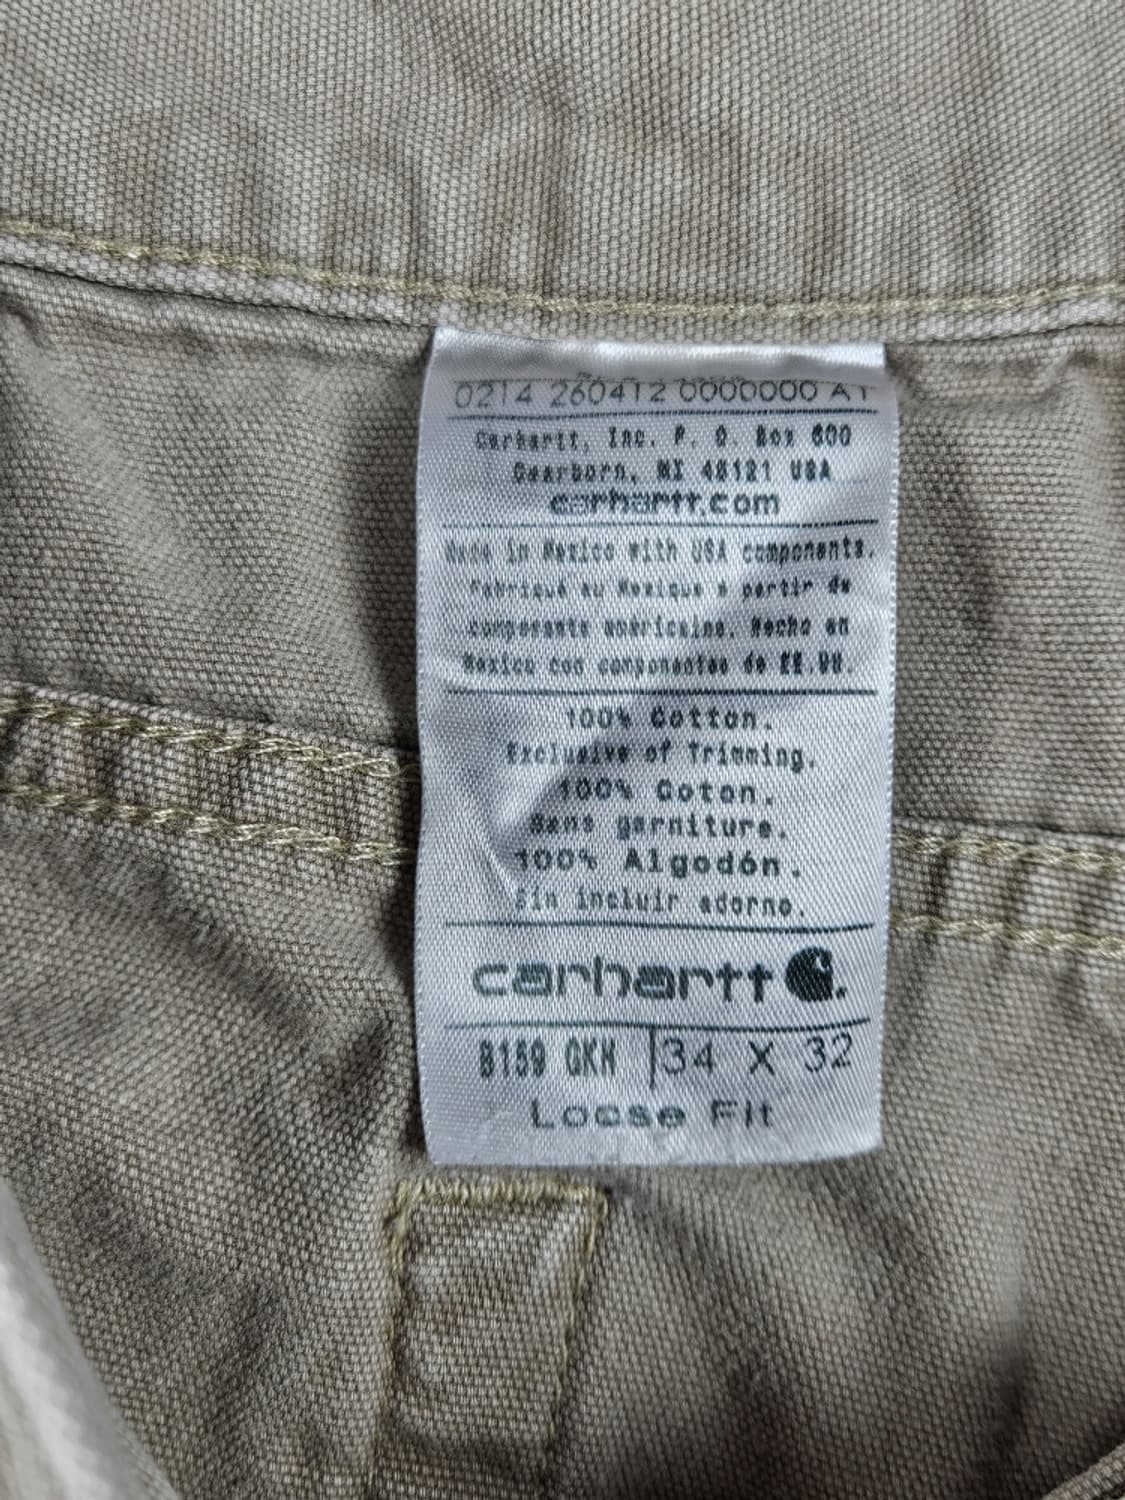 0214 260412 0000000 AT
Carhartt, Inc. P. O. Box 600
Dearborn, MI 48121 USA
carhartt.com
Made in Mexico with USA components.
Fabriqué au Mexique a partir de
composants américains. Hecho en
Mexico con componentes de EE.UU.
100% Cotton.
Exclusive of Trimming.
100% Coton.
Sans garniture.
100% Algodón.
Sin incluir adorno.
carhartt
B159 GKH 34 X 32
Loose Fit